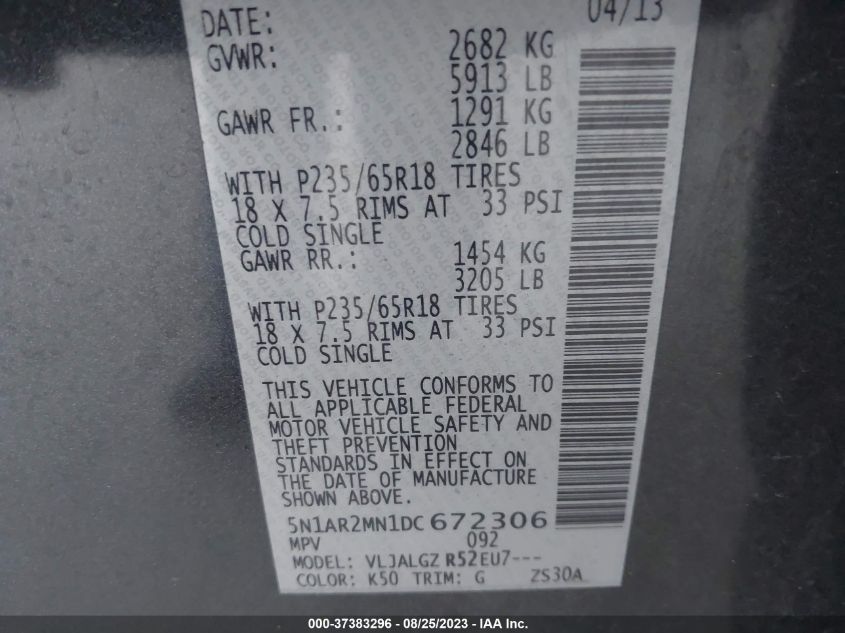 DATE: 04/13
GVWR: 2682 KG
5913 LB
GAWR FR.: 1291 KG
2846 LB
WITH P235/65R18 TIRES
18 X 7.5 RIMS AT 33 PSI
COLD SINGLE
GAWR RR.: 1454 KG
3205 LB
WITH P235/65R18 TIRES
18 X 7.5 RIMS AT 33 PSI
COLD SINGLE
THIS VEHICLE CONFORMS TO
ALL APPLICABLE FEDERAL
MOTOR VEHICLE SAFETY AND
THEFT PREVENTION
STANDARDS IN EFFECT ON
THE DATE OF MANUFACTURE
SHOWN ABOVE.
5N1AR2MN1DC672306
MPV 092
MODEL: VLJALGZ R52EU7---
COLOR: K50 TRIM: G ZS30A
000-37383296 - 08/25/2023 - IAA Inc.